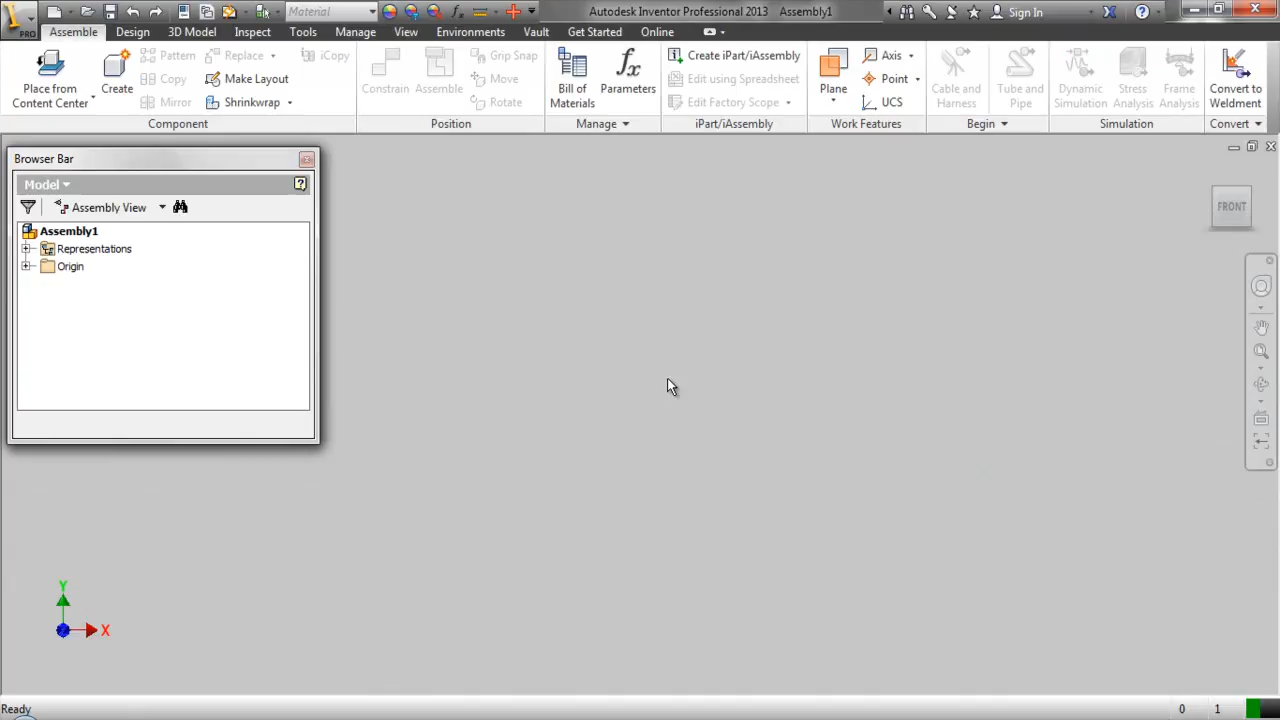 PRO
Material
Autodesk Inventor Professional 2013 Assembly1
Sign In
Assemble Design 3D Model Inspect Tools Manage View Environments Vault Get Started Online
Place from
Content Center
Create
Pattern
Copy
Mirror
Replace
Make Layout
Shrinkwrap
iCopy
Component
Constrain
Assemble
Grip Snap
Move
Rotate
Position
Bill of
Materials
fx
Parameters
Manage
Create iPart/iAssembly
Edit using Spreadsheet
Edit Factory Scope
iPart/iAssembly
Plane
Axis
Point
UCS
Work Features
Cable and
Harness
Tube and
Pipe
Begin
Dynamic
Simulation
Stress
Analysis
Frame
Analysis
Simulation
Convert to
Weldment
Convert
Browser Bar
Model
Assembly View
Assembly1
Representations
Origin
FRONT
Y
X
Ready
0 1